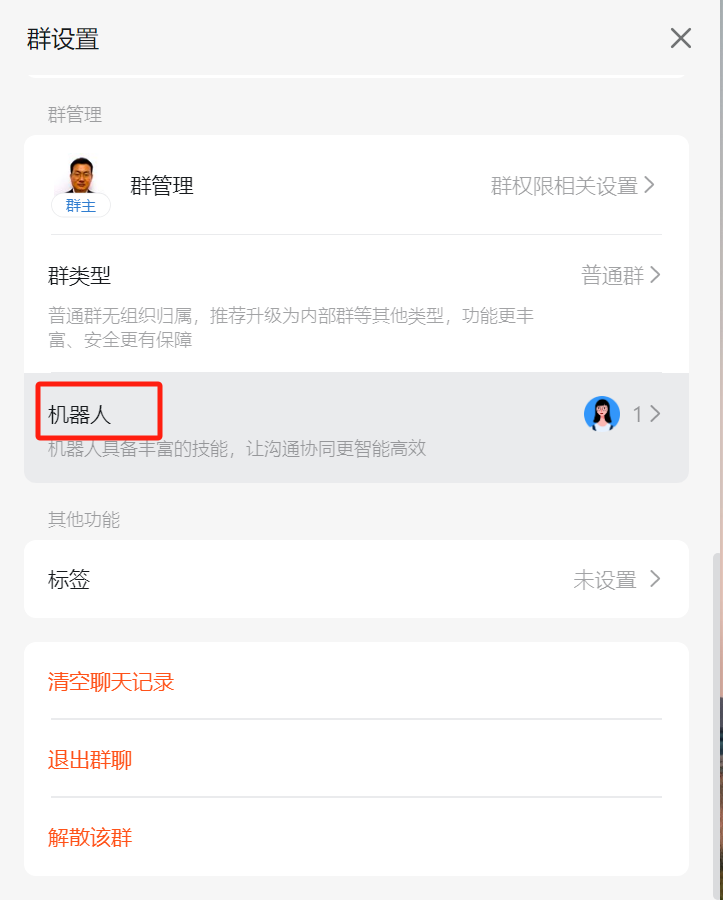 群设置
群管理
群管理
群权限相关设置
群主
群类型
普通群
普通群无组织归属，推荐升级为内部群等其他类型，功能更丰
富、安全更有保障
机器人
1
机器人具备丰富的技能，让沟通协同更智能高效
其他功能
标签
未设置
清空聊天记录
退出群聊
解散该群